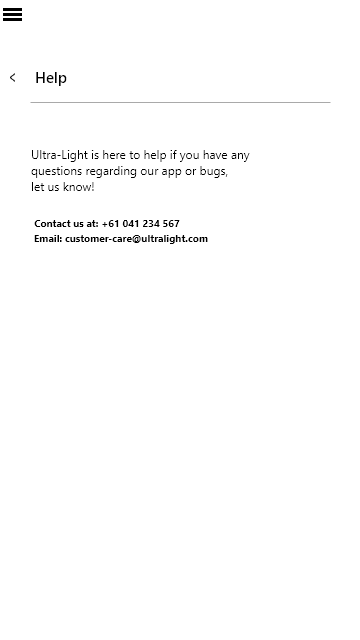 Help
Ultra-Light is here to help if you have any
questions regarding our app or bugs,
let us know!
Contact us at: +61 041 234 567
Email: customer-care@ultralight.com